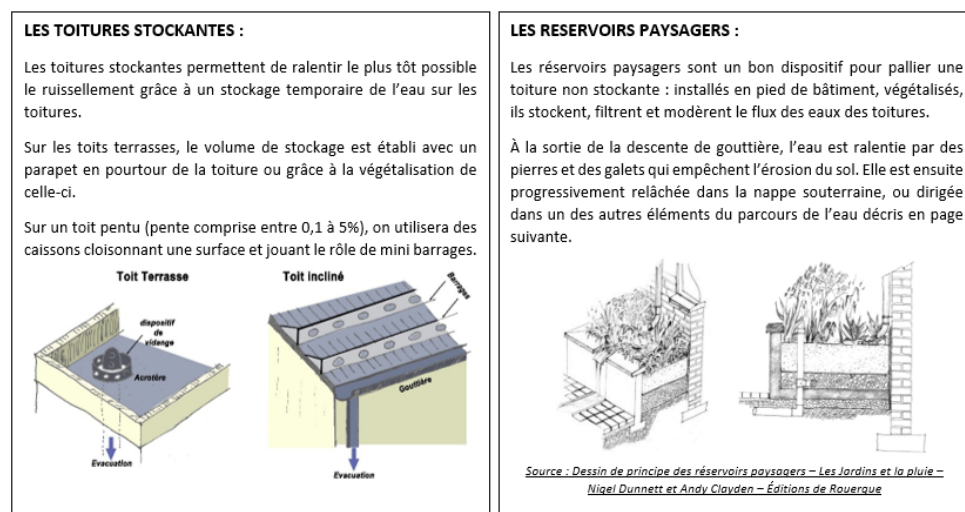 LES TOITURES STOCKANTES :
Les toitures stockantes permettent de ralentir le plus tôt possible
le ruissellement grâce à un stockage temporaire de l'eau sur les
toitures.
Sur les toits terrasses, le volume de stockage est établi avec un
parapet en pourtour de la toiture ou grâce à la végétalisation de
celle-ci.
Sur un toit pentu (pente comprise entre 0,1 à 5%), on utilisera des
caissons cloisonnant une surface et jouant le rôle de mini barrages.
Toit Terrasse
dispositif
de
vidange
Acrotère
Evacuation
Toit incliné
Barrages
Gouttière
Evacuation
LES RESERVOIRS PAYSAGERS :
Les réservoirs paysagers sont un bon dispositif pour pallier une
toiture non stockante : installés en pied de bâtiment, végétalisés,
ils stockent, filtrent et modèrent le flux des eaux des toitures.
À la sortie de la descente de gouttière, l'eau est ralentie par des
pierres et des galets qui empêchent l'érosion du sol. Elle est ensuite
progressivement relâchée dans la nappe souterraine, ou dirigée
dans un des autres éléments du parcours de l'eau décris en page
suivante.
Source : Dessin de principe des réservoirs paysagers – Les Jardins et la pluie –
Nigel Dunnett et Andy Clayden – Éditions de Rouergue